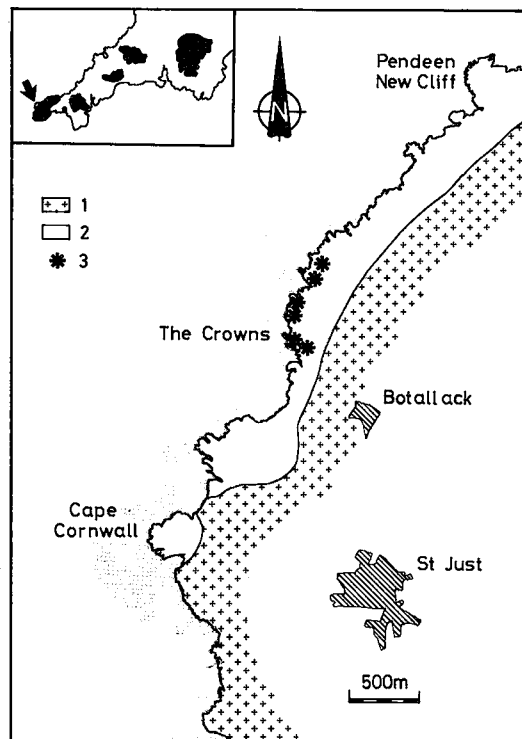 Pendeen
New Cliff
N
1
2
3
The Crowns
Botallack
Cape
Cornwall
St Just
500m